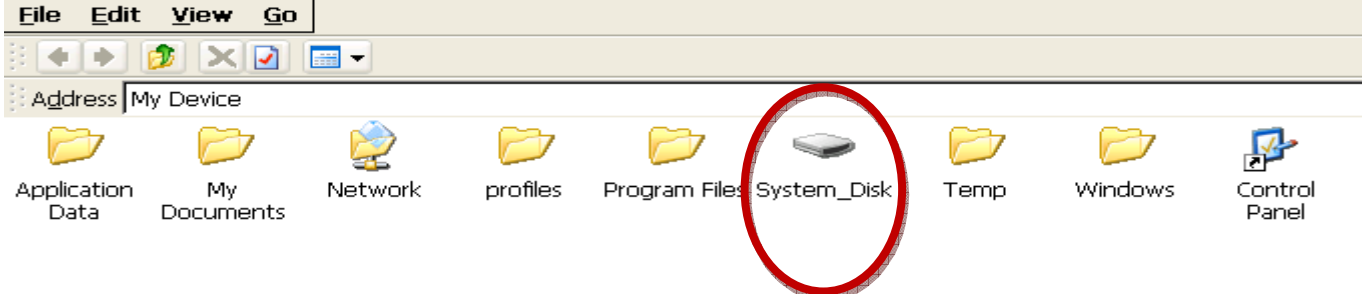 File Edit View Go
Address My Device
Application Data
My Documents
Network
profiles
Program Files
System_Disk
Temp
Windows
Control Panel